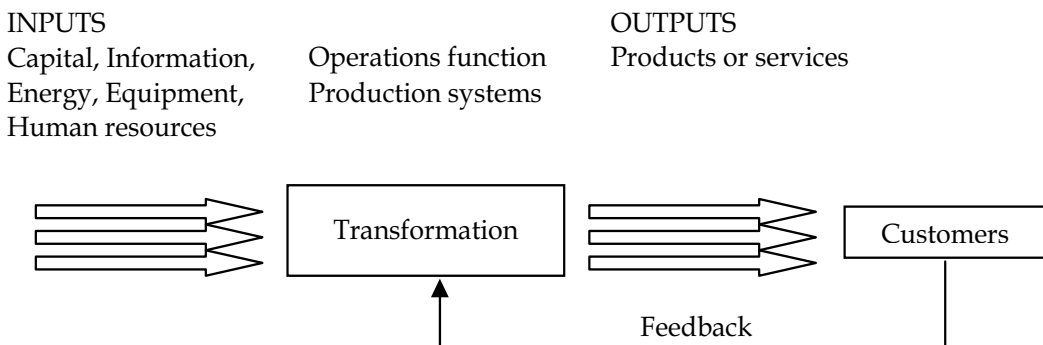 INPUTS
Capital, Information,
Energy, Equipment,
Human resources
Operations function
Production systems
OUTPUTS
Products or services
Transformation
Customers
Feedback